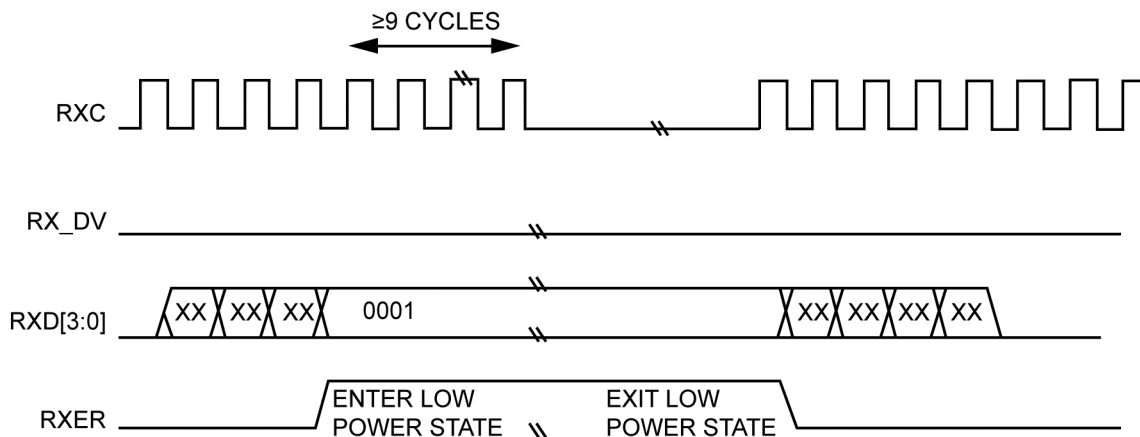 ≥9 CYCLES
RXC
RX_DV
RXD[3:0] XX XX XX 0001 XX XX XX XX
RXER ENTER LOW POWER STATE EXIT LOW POWER STATE